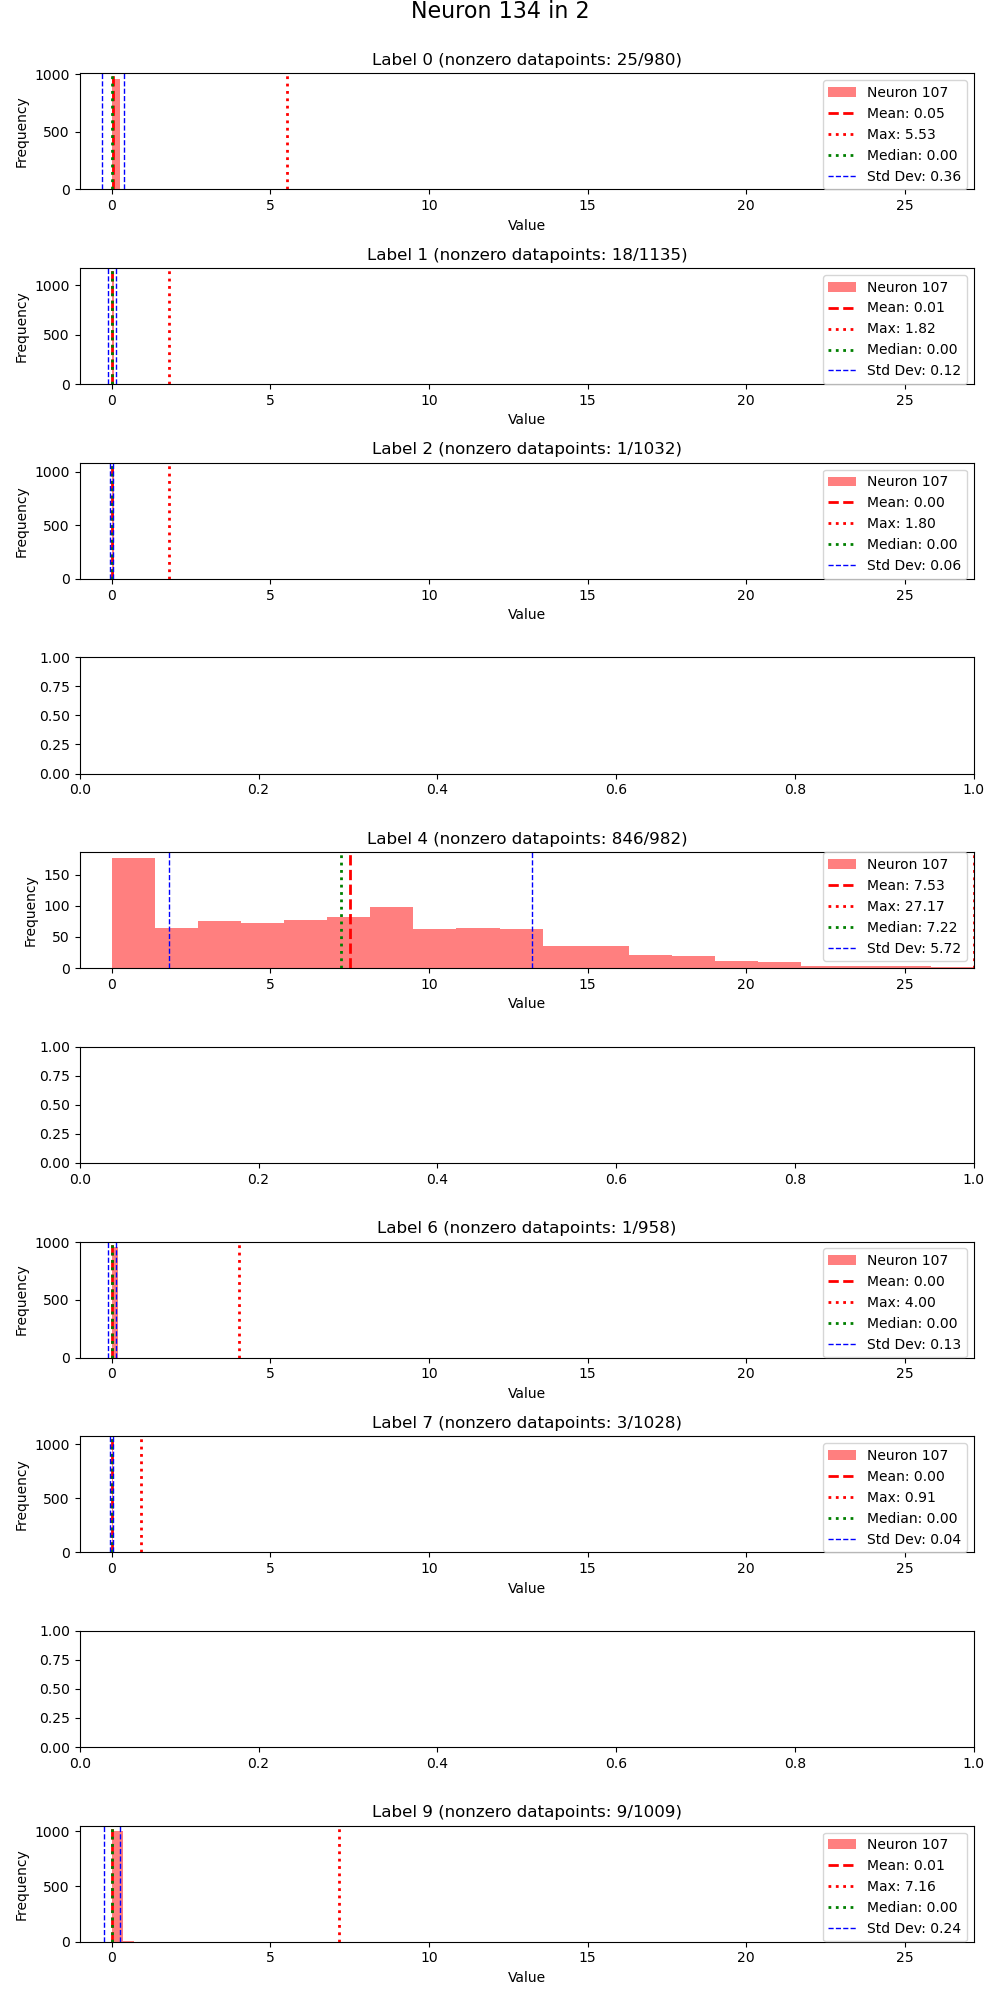 Neuron 134 in 2
Label 0 (nonzero datapoints: 25/980)
Frequency
1000
500
0
Neuron 107
Mean: 0.05
Max: 5.53
Median: 0.00
Std Dev: 0.36
0 5 10 15 20 25
Value
Label 1 (nonzero datapoints: 18/1135)
Frequency
1000
500
0
Neuron 107
Mean: 0.01
Max: 1.82
Median: 0.00
Std Dev: 0.12
0 5 10 15 20 25
Value
Label 2 (nonzero datapoints: 1/1032)
Frequency
1000
500
0
Neuron 107
Mean: 0.00
Max: 1.80
Median: 0.00
Std Dev: 0.06
0 5 10 15 20 25
Value
1.00
0.75
0.50
0.25
0.00
0.0 0.2 0.4 0.6 0.8 1.0
Label 4 (nonzero datapoints: 846/982)
Frequency
150
100
50
0
Neuron 107
Mean: 7.53
Max: 27.17
Median: 7.22
Std Dev: 5.72
0 5 10 15 20 25
Value
1.00
0.75
0.50
0.25
0.00
0.0 0.2 0.4 0.6 0.8 1.0
Label 6 (nonzero datapoints: 1/958)
Frequency
1000
500
0
Neuron 107
Mean: 0.00
Max: 4.00
Median: 0.00
Std Dev: 0.13
0 5 10 15 20 25
Value
Label 7 (nonzero datapoints: 3/1028)
Frequency
1000
500
0
Neuron 107
Mean: 0.00
Max: 0.91
Median: 0.00
Std Dev: 0.04
0 5 10 15 20 25
Value
1.00
0.75
0.50
0.25
0.00
0.0 0.2 0.4 0.6 0.8 1.0
Label 9 (nonzero datapoints: 9/1009)
Frequency
1000
500
0
Neuron 107
Mean: 0.01
Max: 7.16
Median: 0.00
Std Dev: 0.24
0 5 10 15 20 25
Value